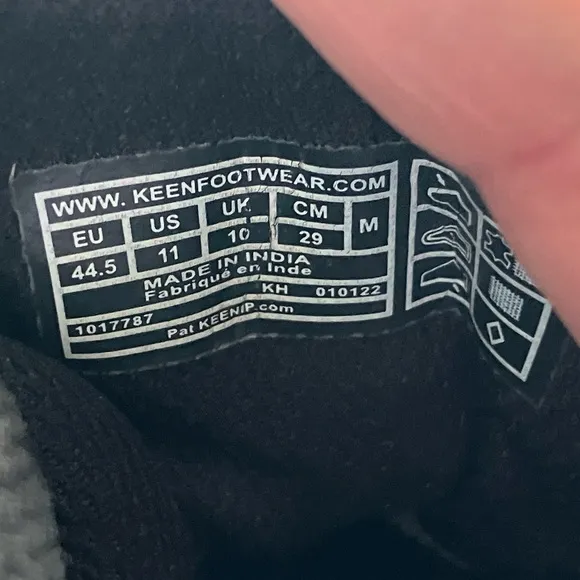 WWW. KEENFOOTWEAR.COM
EU US UK CM M
44.5 11 10 29
MADE IN INDIA
Fabriqué en Inde
KH 010122
1017787 Pat KEENIP.com